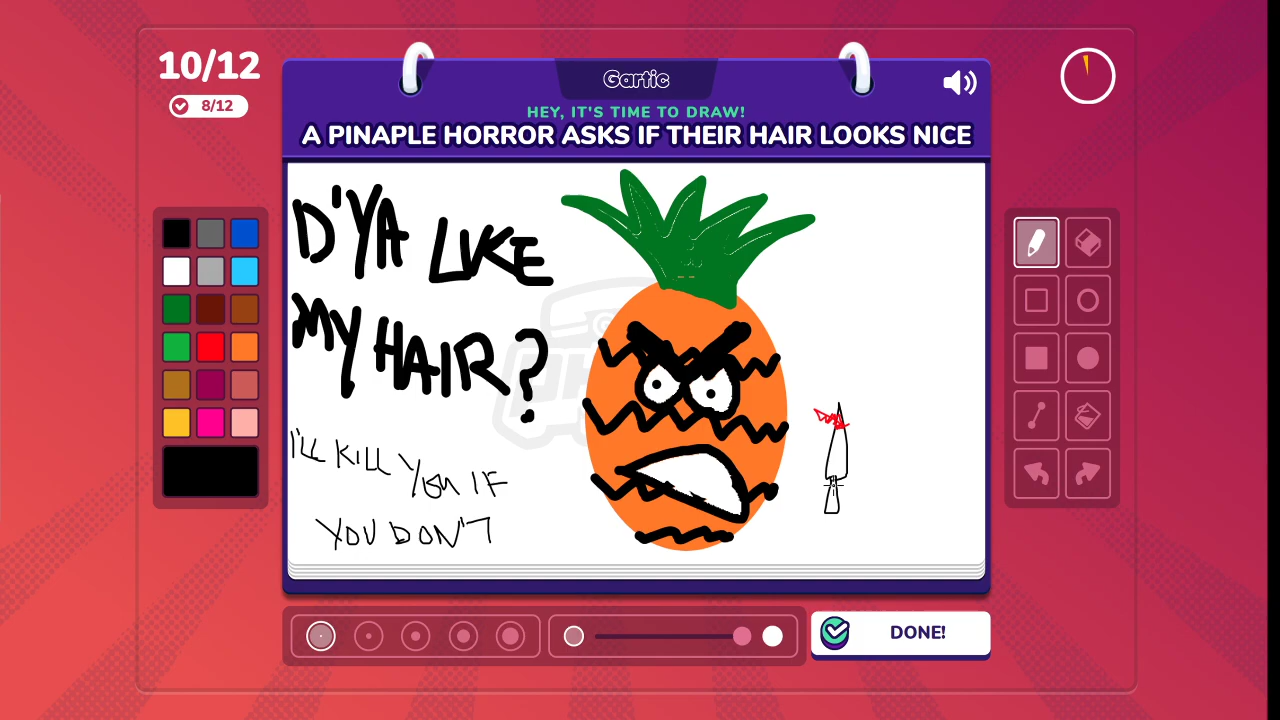 10/12
8/12
Gartic
HEY, IT'S TIME TO DRAW!
A PINAPLE HORROR ASKS IF THEIR HAIR LOOKS NICE
D'YA LIKE
MY HAIR?
I'LL KILL YOU IF
YOU DON'T
DONE!